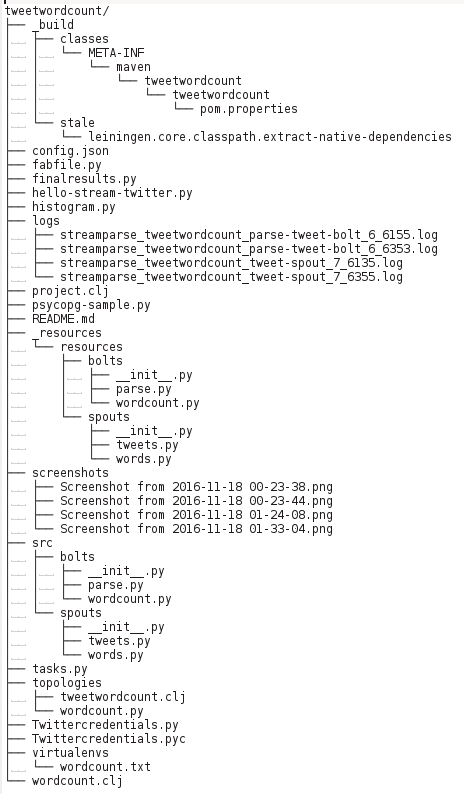 tweetwordcount/
├── _build
│   ├── classes
│   │   └── META-INF
│   │       └── maven
│   │           └── tweetwordcount
│   │               └── tweetwordcount
│   │                   └── pom.properties
│   └── stale
│       └── leiningen.core.classpath.extract-native-dependencies
├── config.json
├── fabfile.py
├── finalresults.py
├── hello-stream-twitter.py
├── histogram.py
├── logs
│   ├── streamparse_tweetwordcount_parse-tweet-bolt_6_6155.log
│   ├── streamparse_tweetwordcount_parse-tweet-bolt_6_6353.log
│   ├── streamparse_tweetwordcount_tweet-spout_7_6135.log
│   └── streamparse_tweetwordcount_tweet-spout_7_6355.log
├── project.clj
├── psycopg-sample.py
├── README.md
├── _resources
│   └── resources
│       ├── bolts
│       │   ├── __init__.py
│       │   ├── parse.py
│       │   └── wordcount.py
│       └── spouts
│           ├── __init__.py
│           ├── tweets.py
│           └── words.py
├── screenshots
│   ├── Screenshot from 2016-11-18 00-23-38.png
│   ├── Screenshot from 2016-11-18 00-23-44.png
│   ├── Screenshot from 2016-11-18 01-24-08.png
│   └── Screenshot from 2016-11-18 01-33-04.png
├── src
│   ├── bolts
│   │   ├── __init__.py
│   │   ├── parse.py
│   │   └── wordcount.py
│   └── spouts
│       ├── __init__.py
│       ├── tweets.py
│       └── words.py
├── tasks.py
├── topologies
│   ├── tweetwordcount.clj
│   └── wordcount.py
├── Twittercredentials.py
├── Twittercredentials.pyc
├── virtualenvs
│   └── wordcount.txt
└── wordcount.clj